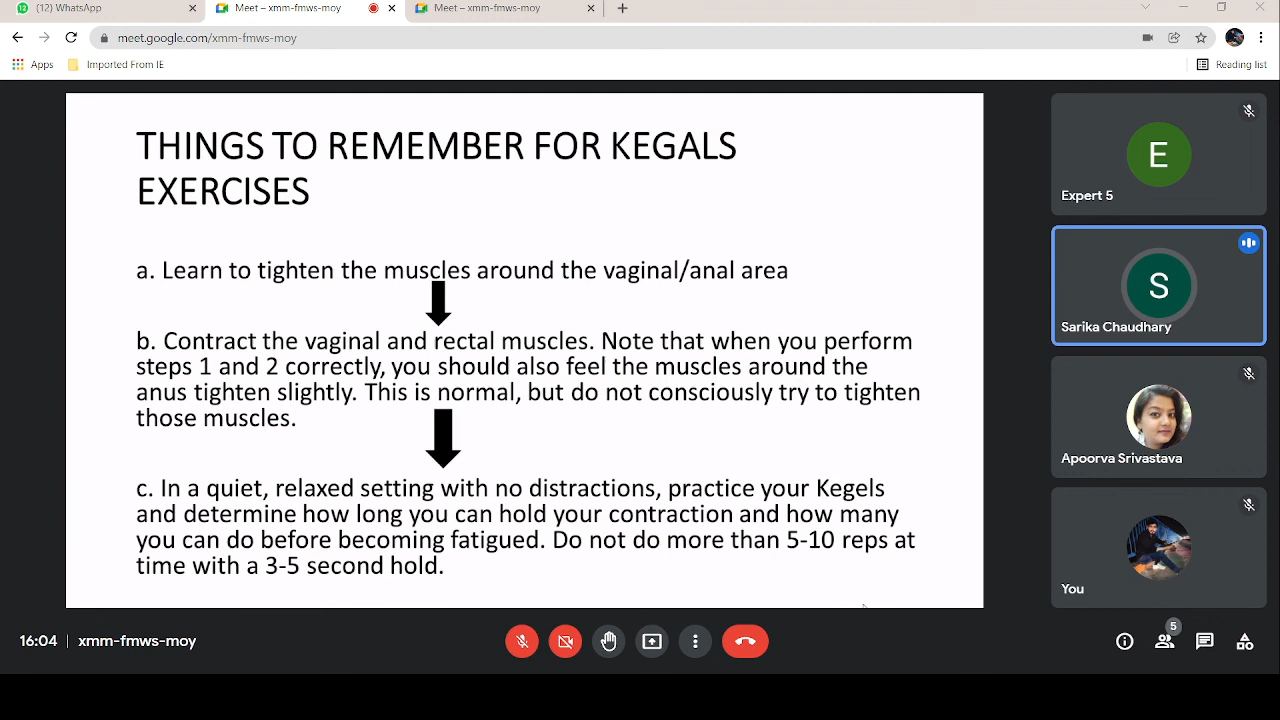 (12) WhatsApp
Meet – xmm-fmws-moy
Meet – xmm-fmws-moy
meet.google.com/xmm-fmws-moy
Apps
Imported From IE
Reading list
THINGS TO REMEMBER FOR KEGALS
EXERCISES
a. Learn to tighten the muscles around the vaginal/anal area
b. Contract the vaginal and rectal muscles. Note that when you perform
steps 1 and 2 correctly, you should also feel the muscles around the
anus tighten slightly. This is normal, but do not consciously try to tighten
those muscles.
c. In a quiet, relaxed setting with no distractions, practice your Kegels
and determine how long you can hold your contraction and how many
you can do before becoming fatigued. Do not do more than 5-10 reps at
time with a 3-5 second hold.
E
Expert 5
S
Sarika Chaudhary
Apoorva Srivastava
You
16:04 | xmm-fmws-moy
5